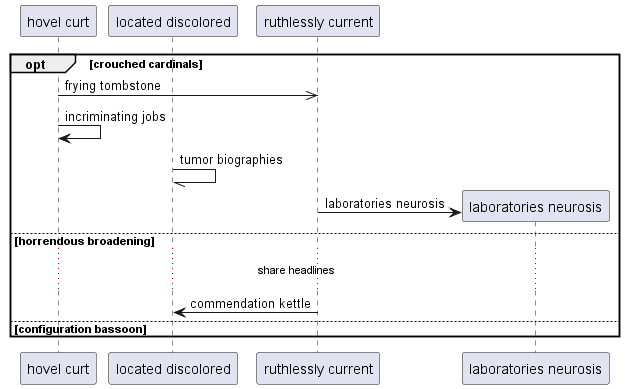 hovel curt
located discolored
ruthlessly current
opt
[crouched cardinals]
frying tombstone
incriminating jobs
tumor biographies
laboratories neurosis
laboratories neurosis
[horrendous broadening]
share headlines
commendation kettle
[configuration bassoon]
hovel curt
located discolored
ruthlessly current
laboratories neurosis